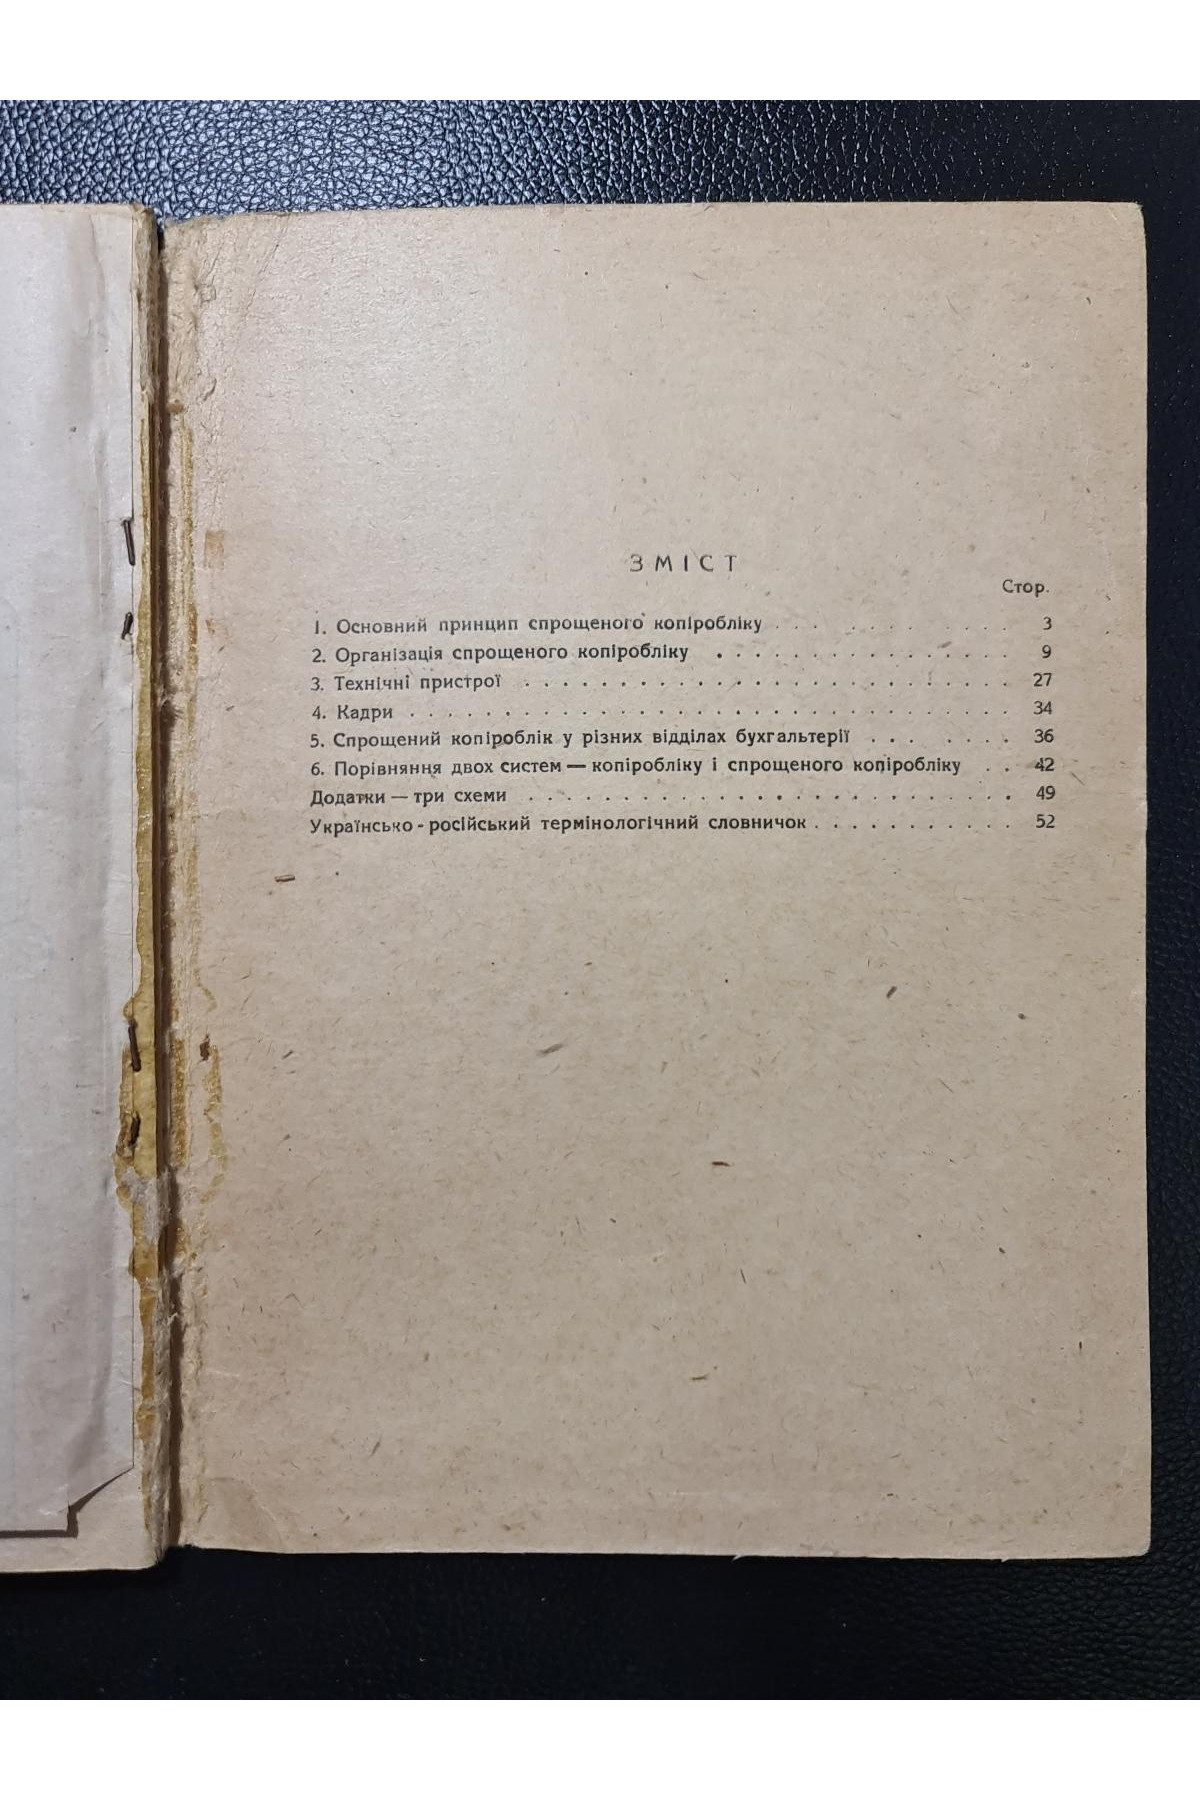 ЗМІСТ
Стор.
1. Основний принцип спрощеного копіробліку . . . . . . . . . . 3
2. Організація спрощеного копіробліку . . . . . . . . . . . . . . . . 9
3. Технічні пристрої . . . . . . . . . . . . . . . . . . . . . . . . . . 27
4. Кадри . . . . . . . . . . . . . . . . . . . . . . . . . . . . . . . . 34
5. Спрощений копіроблік у різних відділах бухгальтерії . . . . . . . 36
6. Порівняння двох систем — копіробліку і спрощеного копіробліку . . 42
Додатки — три схеми . . . . . . . . . . . . . . . . . . . . . . . . . . 49
Українсько-російський термінологічний словничок . . . . . . . . . . . 52